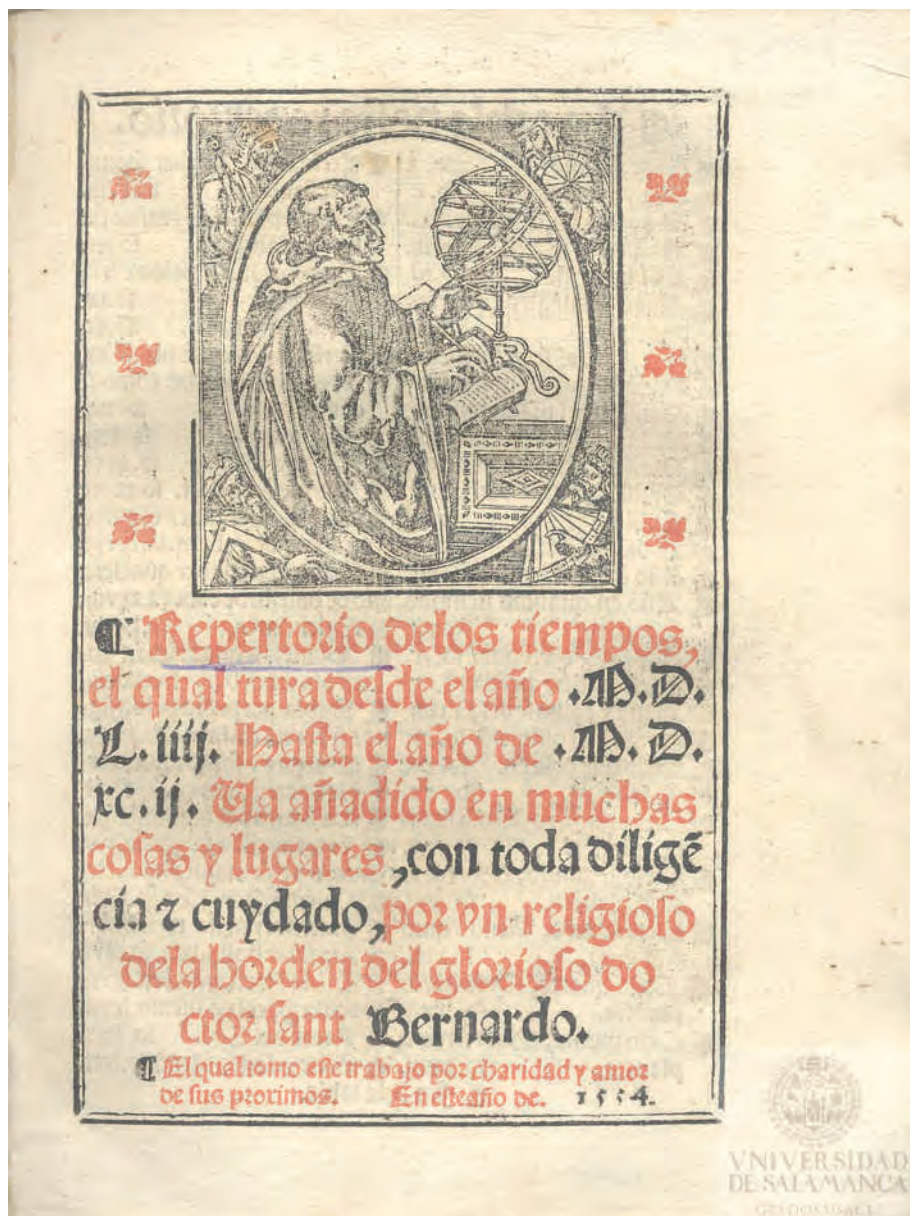 ¶ Repertorio delos tiempos,
el qual tura desde el año .M.D.
L.iiij. Hasta el año de .M.D.
xc.ij. Va añadido en muchas
cosas y lugares, con toda diligẽ
cia ⁊ cuydado, por vn religioso
dela horden del glorioso do
ctor sant Bernardo.
¶ El qual tomo este trabajo por charidad y amor
de sus proximos. En este año de. 1554.
VNIVERSIDAD
DE SALAMANCA